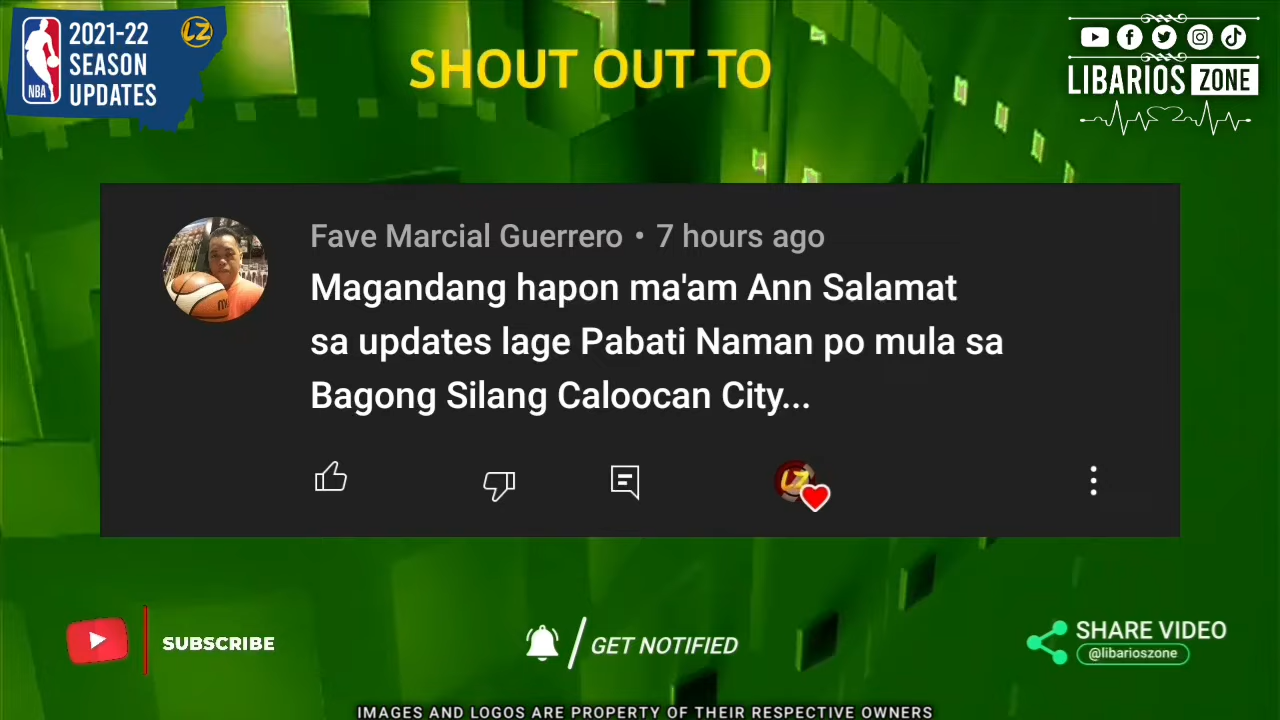 2021-22
SEASON
UPDATES
NBA
LZ
SHOUT OUT TO
LIBARIOS ZONE
Fave Marcial Guerrero • 7 hours ago
Magandang hapon ma'am Ann Salamat
sa updates lage Pabati Naman po mula sa
Bagong Silang Caloocan City...
LZ
SUBSCRIBE
GET NOTIFIED
SHARE VIDEO
@libarioszone
IMAGES AND LOGOS ARE PROPERTY OF THEIR RESPECTIVE OWNERS